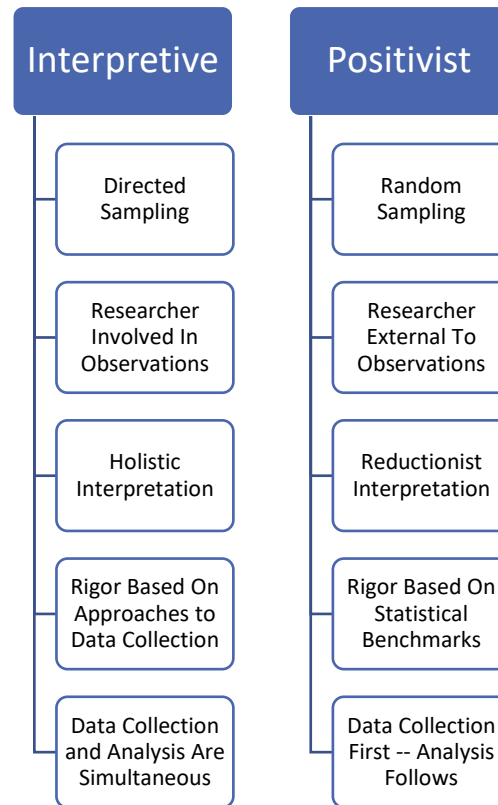 Interpretive
Directed
Sampling
Researcher
Involved In
Observations
Holistic
Interpretation
Rigor Based On
Approaches to
Data Collection
Data Collection
and Analysis Are
Simultaneous
Positivist
Random
Sampling
Researcher
External To
Observations
Reductionist
Interpretation
Rigor Based On
Statistical
Benchmarks
Data Collection
First -- Analysis
Follows